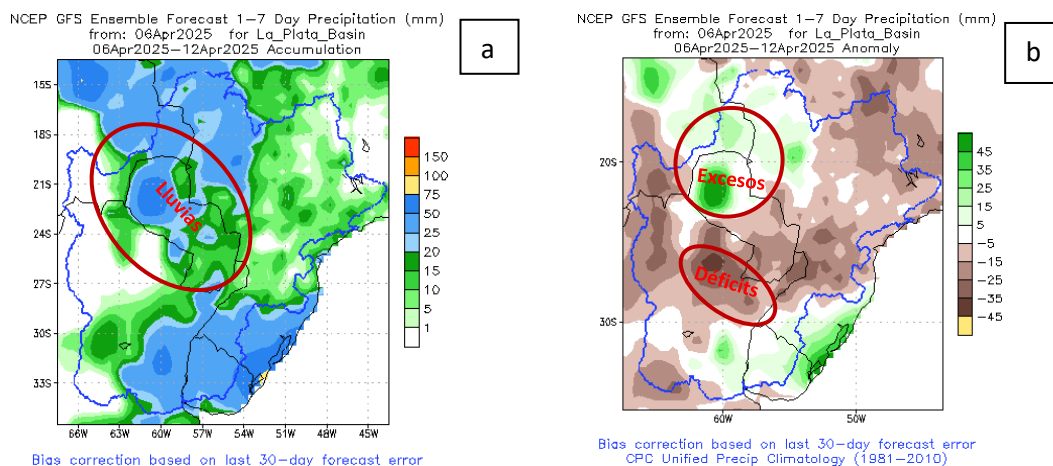 NCEP GFS Ensemble Forecast 1-7 Day Precipitation (mm)
from: 06Apr2025 for La_Plata_Basin
06Apr2025-12Apr2025 Accumulation
a
15S
18S
21S
24S
27S
30S
33S
66W 63W 60W 57W 54W 51W 48W 45W
Lluvias
150
100
75
50
25
20
15
10
5
1
Bias correction based on last 30-day forecast error
NCEP GFS Ensemble Forecast 1-7 Day Precipitation (mm)
from: 06Apr2025 for La_Plata_Basin
06Apr2025-12Apr2025 Anomaly
b
20S
30S
60W 50W
Excesos
Déficits
45
35
25
15
5
-5
-15
-25
-35
-45
Bias correction based on last 30-day forecast error
CPC Unified Precip Climatology (1981-2010)